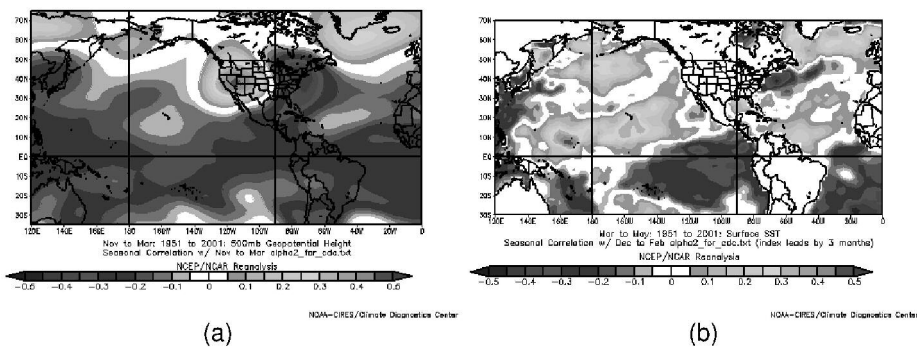 70N
60N
50N
40N
30N
20N
10N
EQ
10S
20S
30S
120E 140E 160E 180 160W 140W 120W 100W 80W 60W 40W 20W 0
Nov to Mar: 1951 to 2001: 500mb Geopotential Height
Seasonal Correlation w/ Nov to Mar alpha2_for_cdc.txt
NCEP/NCAR Reanalysis
-0.5 -0.4 -0.3 -0.2 -0.1 0 0.1 0.2 0.3 0.4 0.5
NOAA-CIRES/Climate Diagnostics Center
(a)
70N
60N
50N
40N
30N
20N
10N
EQ
10S
20S
30S
120E 140E 160E 180 160W 140W 120W 100W 80W 60W 40W 20W 0
Mar to May: 1951 to 2001: Surface SST
Seasonal Correlation w/ Dec to Feb alpha2_for_cdc.txt (index leads by 3 months)
NCEP/NCAR Reanalysis
-0.5 -0.4 -0.3 -0.2 -0.1 0 0.1 0.2 0.3 0.4 0.5
NOAA-CIRES/Climate Diagnostics Center
(b)